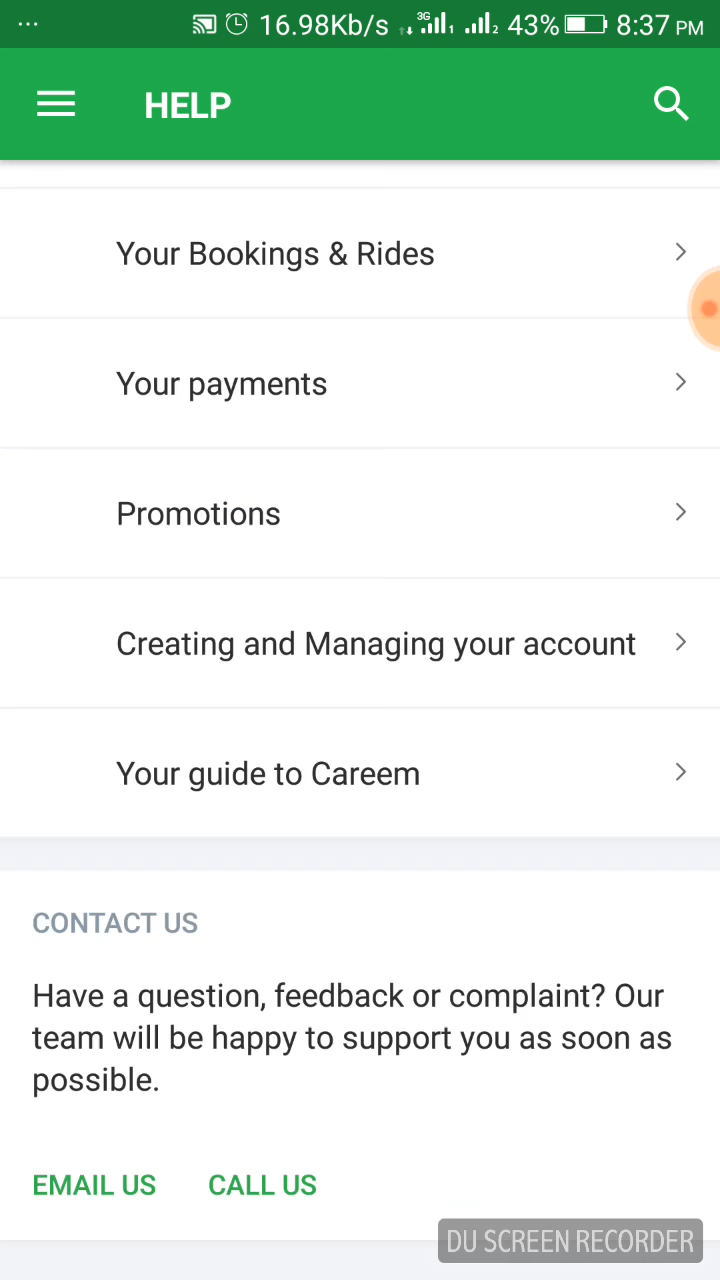 ... 16.98Kb/s 3G 1 2 43% 8:37 PM
HELP
Your Bookings & Rides
Your payments
Promotions
Creating and Managing your account
Your guide to Careem
CONTACT US
Have a question, feedback or complaint? Our
team will be happy to support you as soon as
possible.
EMAIL US CALL US
DU SCREEN RECORDER